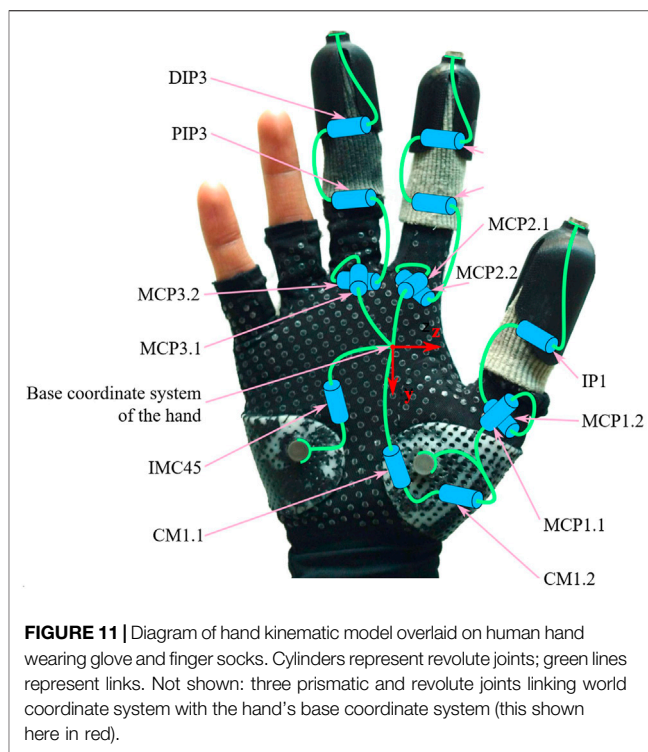 DIP3
PIP3
MCP2.1
MCP2.2
MCP3.2
MCP3.1
z
y
IP1
Base coordinate system
of the hand
MCP1.2
IMC45
CM1.1
MCP1.1
CM1.2
FIGURE 11 | Diagram of hand kinematic model overlaid on human hand
wearing glove and finger socks. Cylinders represent revolute joints; green lines
represent links. Not shown: three prismatic and revolute joints linking world
coordinate system with the hand's base coordinate system (this shown
here in red).